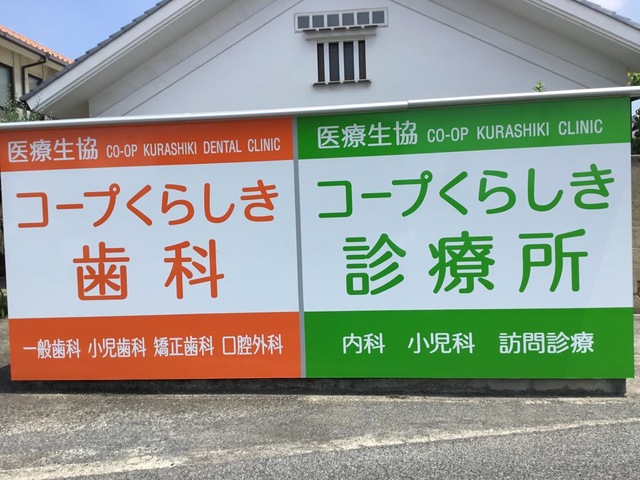 医療生協 CO-OP KURASHIKI DENTAL CLINIC
コープくらしき
歯科
一般歯科 小児歯科 矯正歯科 口腔外科
医療生協 CO-OP KURASHIKI CLINIC
コープくらしき
診療所
内科 小児科 訪問診療